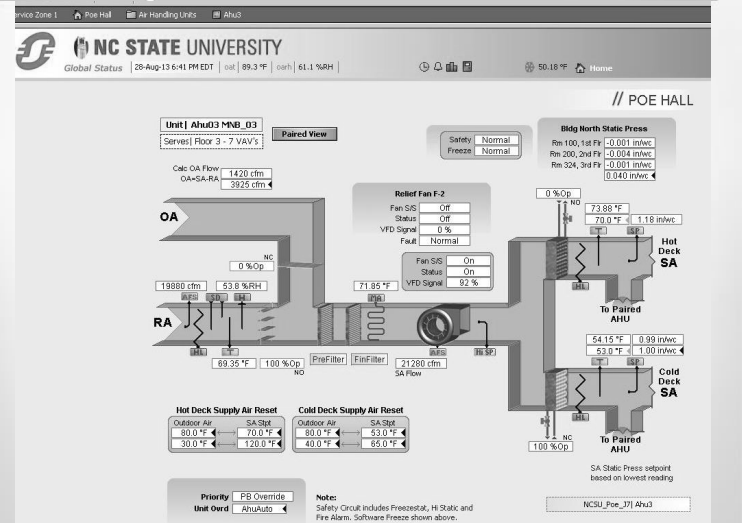 ervice Zone 1 Poe Hall Air Handling Units Ahu3
NC STATE UNIVERSITY
Global Status 28-Aug-13 6:41 PM EDT oat 89.3 °F oarh 61.1 %RH 50.18 °F Home
// POE HALL
Unit| Ahu03 MNB_03
Serves| Floor 3 - 7 VAV's
Paired View
Safety Normal
Freeze Normal
Bldg North Static Press
Rm 100, 1st Flr -0.001 in/wc
Rm 200, 2nd Flr -0.004 in/wc
Rm 324, 3rd Flr -0.001 in/wc
0.040 in/wc
Calc OA Flow 1420 cfm
OA=SA-RA 3925 cfm
Relief Fan F-2
Fan S/S Off
Status Off
VFD Signal 0 %
Fault Normal
0 %Op
NO
73.88 °F
70.0 °F 1.18 in/wc
T SP
OA
Hot
Deck
SA
NC
0 %Op
Fan S/S On
Status On
VFD Signal 92 %
19880 cfm 53.8 %RH 71.85 °F
AFS SD H MA
HL
To Paired
AHU
RA
HL T AFS Hi SP
69.35 °F 100 %Op PreFilter FinFilter 21280 cfm
NO SA Flow
54.15 °F 0.99 in/wc
53.0 °F 1.00 in/wc
T SP
Cold
Deck
SA
HL
Hot Deck Supply Air Reset
Outdoor Air SA Stpt
80.0 °F 70.0 °F
30.0 °F 120.0 °F
Cold Deck Supply Air Reset
Outdoor Air SA Stpt
80.0 °F 53.0 °F
40.0 °F 65.0 °F
NC
100 %Op
To Paired
AHU
SA Static Press setpoint
based on lowest reading
Priority PB Override
Unit Ovrd AhuAuto
Note:
Safety Circuit includes Freezestat, Hi Static and
Fire Alarm. Software Freeze shown above.
NCSU_Poe_J7| Ahu3